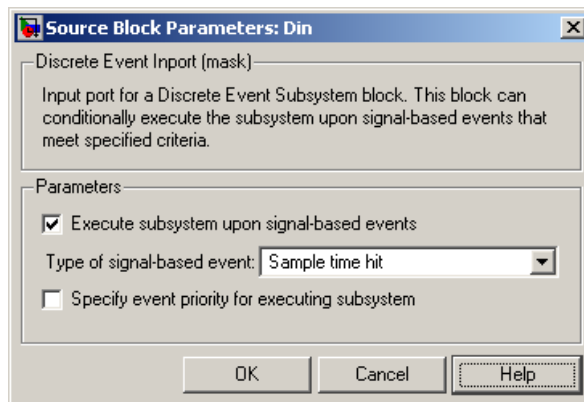 Source Block Parameters: Din
Discrete Event Inport (mask)
Input port for a Discrete Event Subsystem block. This block can
conditionally execute the subsystem upon signal-based events that
meet specified criteria.
Parameters
Execute subsystem upon signal-based events
Type of signal-based event: Sample time hit
Specify event priority for executing subsystem
OK Cancel Help